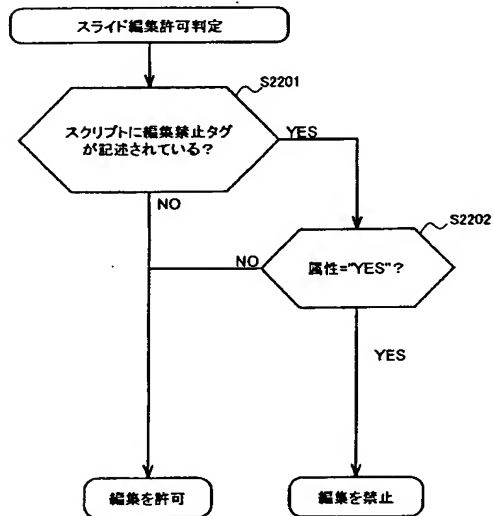 スライド編集許可判定
S2201
スクリプトに編集禁止タグ
が記述されている?
YES
NO
S2202
属性="YES"?
NO
YES
編集を許可
編集を禁止